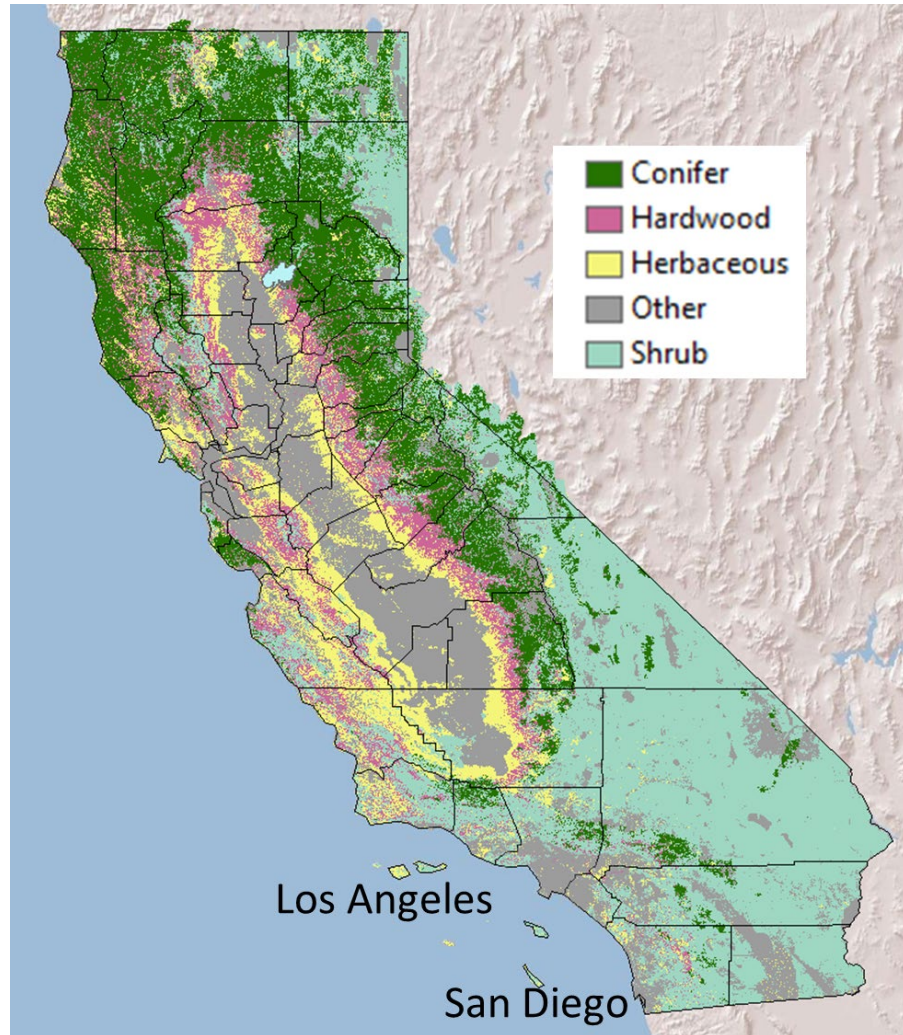 Conifer
Hardwood
Herbaceous
Other
Shrub
Los Angeles
San Diego